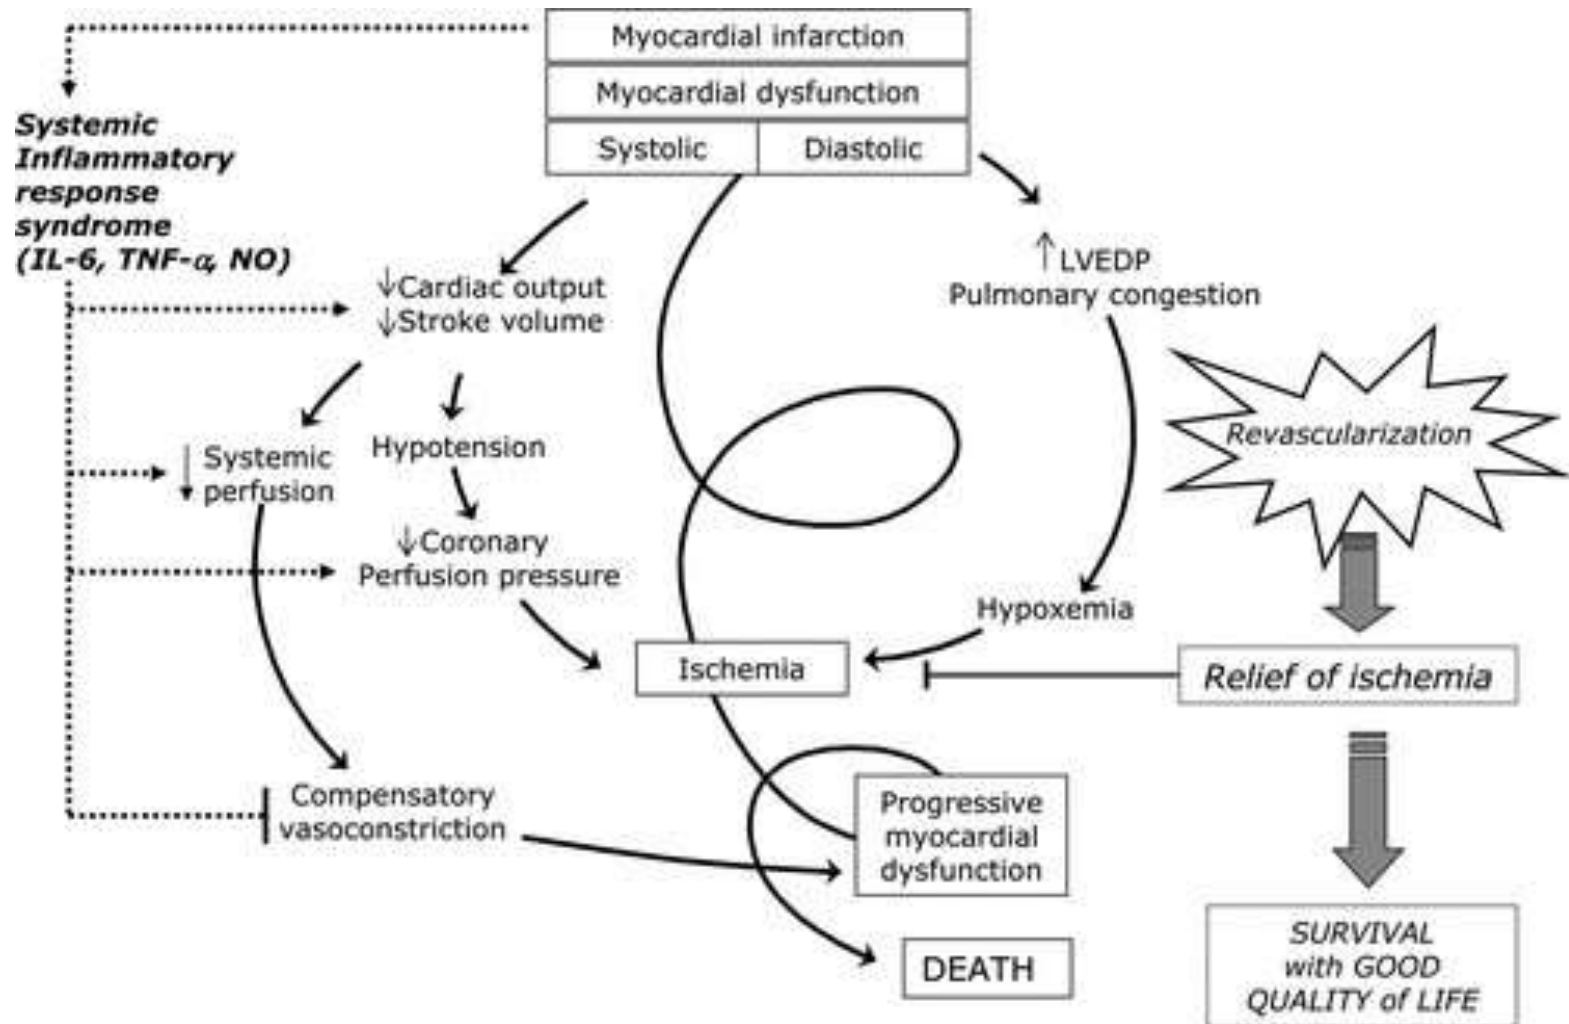 Myocardial infarction
Myocardial dysfunction
Systolic
Diastolic
Systemic
Inflammatory
response
syndrome
(IL-6, TNF-α, NO)
↓Cardiac output
↓Stroke volume
↑LVEDP
Pulmonary congestion
Revascularization
↓ Systemic
perfusion
Hypotension
↓Coronary
Perfusion pressure
Hypoxemia
Ischemia
Relief of ischemia
Compensatory
vasoconstriction
Progressive
myocardial
dysfunction
DEATH
SURVIVAL
with GOOD
QUALITY of LIFE